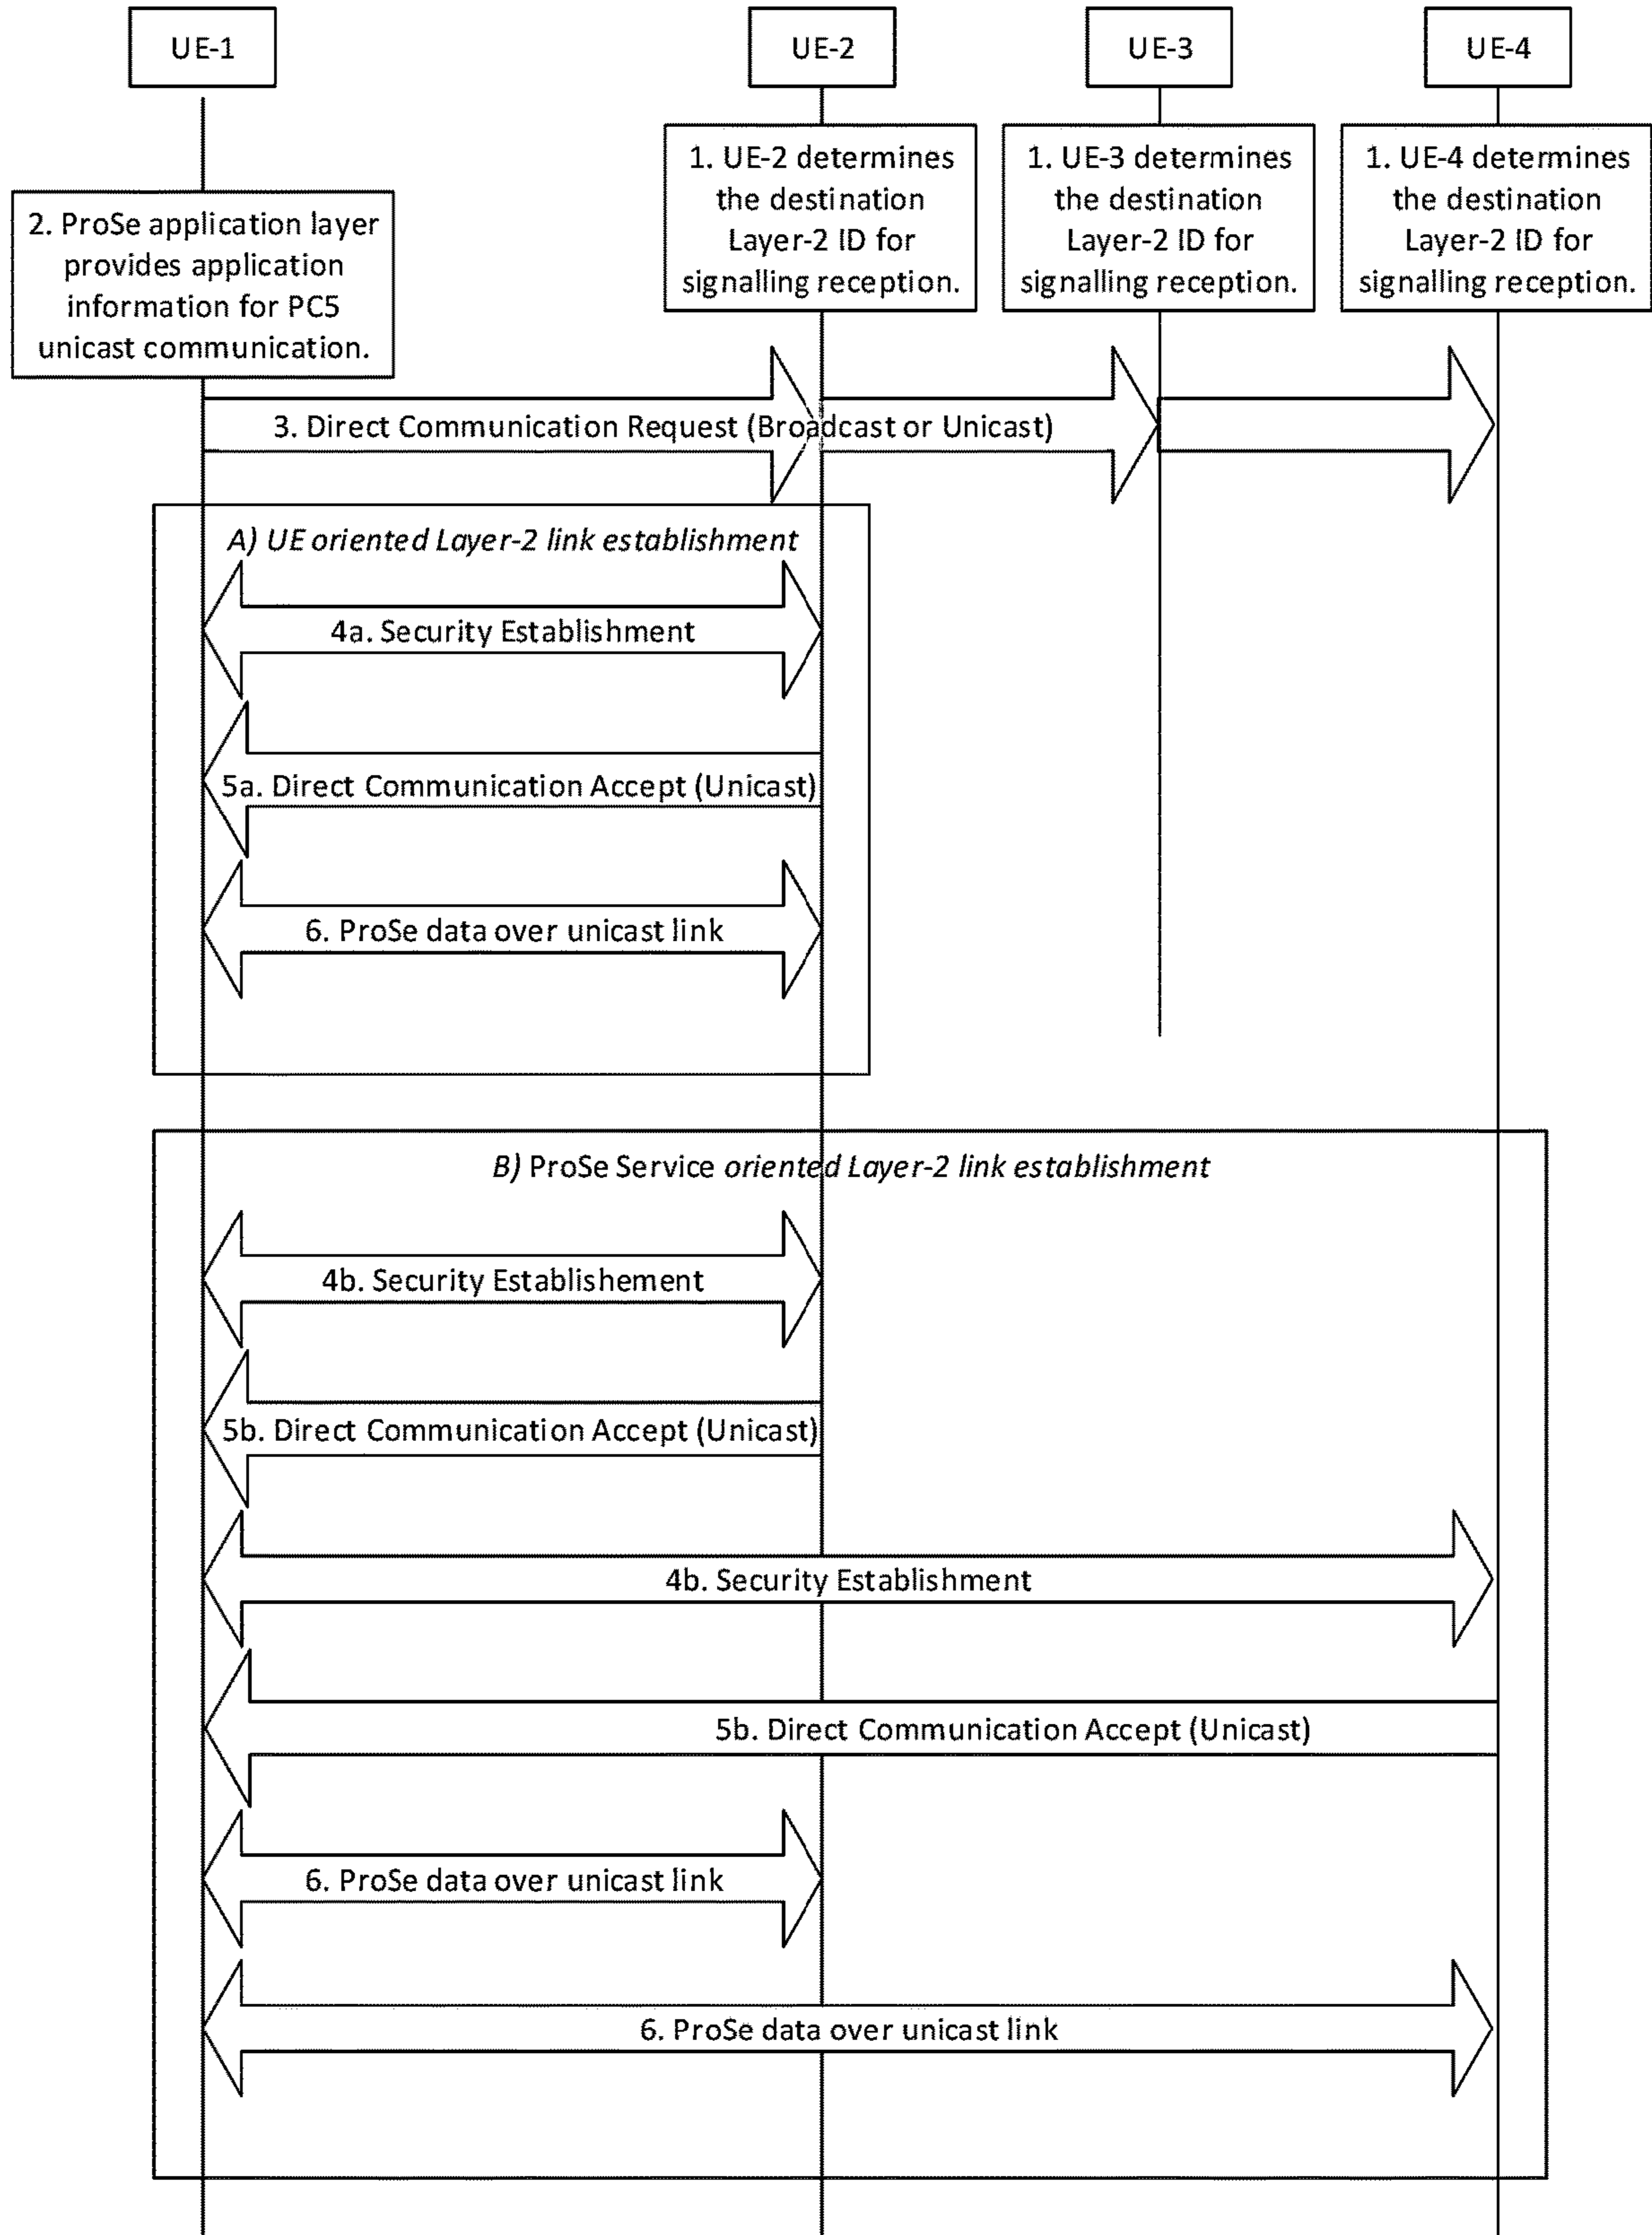 UE-1
UE-2
UE-3
UE-4
1. UE-2 determines
the destination
Layer-2 ID for
signalling reception.
1. UE-3 determines
the destination
Layer-2 ID for
signalling reception.
1. UE-4 determines
the destination
Layer-2 ID for
signalling reception.
2. ProSe application layer
provides application
information for PC5
unicast communication.
3. Direct Communication Request (Broadcast or Unicast)
A) UE oriented Layer-2 link establishment
4a. Security Establishment
5a. Direct Communication Accept (Unicast)
6. ProSe data over unicast link
B) ProSe Service oriented Layer-2 link establishment
4b. Security Establishement
5b. Direct Communication Accept (Unicast)
4b. Security Establishment
5b. Direct Communication Accept (Unicast)
6. ProSe data over unicast link
6. ProSe data over unicast link